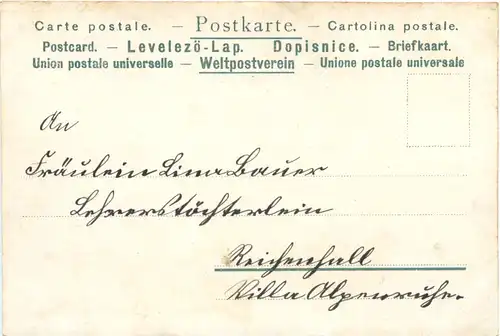 Carte postale. — Postkarte. — Cartolina postale.
Postcard. — Levelezö-Lap. Dopisnice. — Briefkaart.
Union postale universelle — Weltpostverein — Unione postale universale
An
Fräulein Lina Bauer
Lehrerstöchterlein
Reichenhall
Villa Alpenruhe.